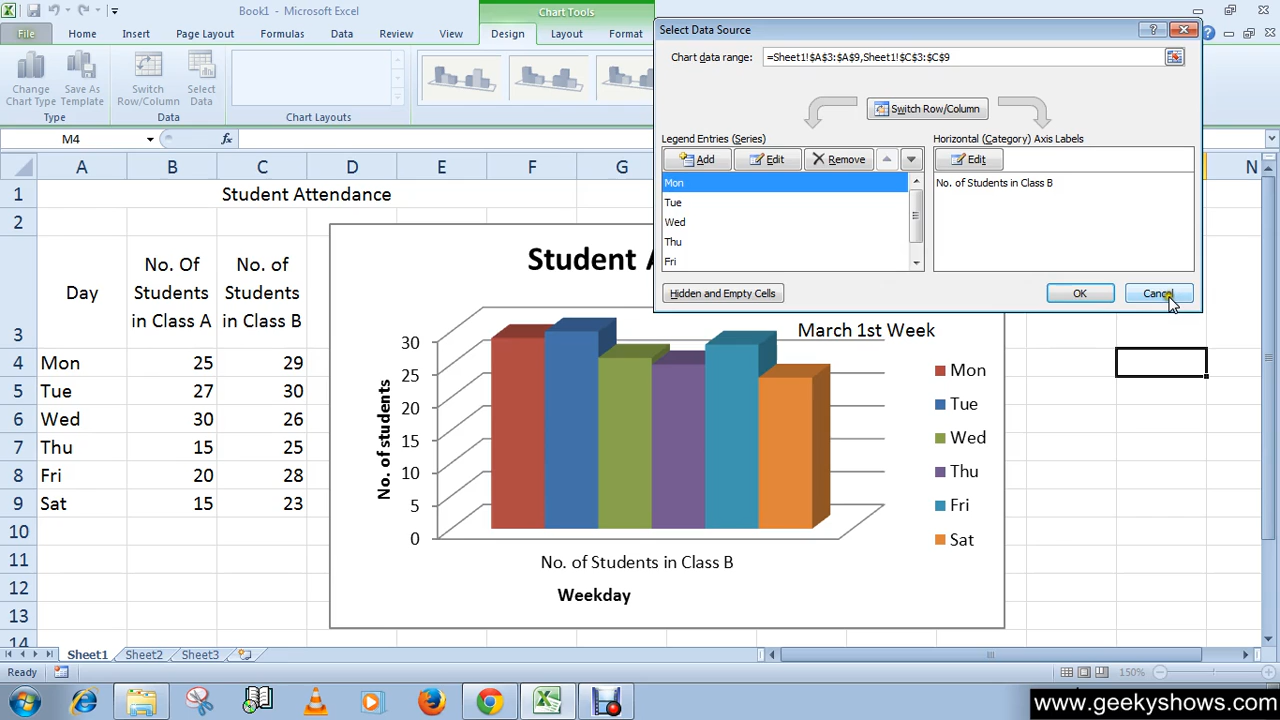 Book1 - Microsoft Excel
Chart Tools
File Home Insert Page Layout Formulas Data Review View Design Layout Format
Change Chart Type
Save As Template
Switch Row/Column
Select Data
Type
Data
Chart Layouts
M4
fx
Select Data Source
Chart data range: =Sheet1!$A$3:$A$9,Sheet1!$C$3:$C$9
Switch Row/Column
Legend Entries (Series)
Add Edit Remove
Mon
Tue
Wed
Thu
Fri
Horizontal (Category) Axis Labels
Edit
No. of Students in Class B
Hidden and Empty Cells
OK Cancel
A B C D E F G N
1 Student Attendance
2
3 Day
No. Of Students in Class A
No. of Students in Class B
4 Mon 25 29
5 Tue 27 30
6 Wed 30 26
7 Thu 15 25
8 Fri 20 28
9 Sat 15 23
10
11
12
13
14
Student A
March 1st Week
No. of students
30
25
20
15
10
5
0
No. of Students in Class B
Weekday
Mon
Tue
Wed
Thu
Fri
Sat
Sheet1 Sheet2 Sheet3
Ready
150%
www.geekyshows.com